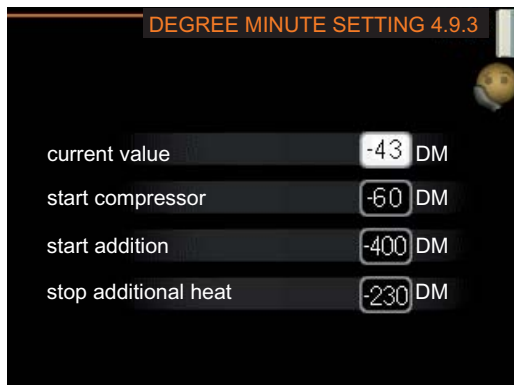 DEGREE MINUTE SETTING 4.9.3
current value -43 DM
start compressor -60 DM
start addition -400 DM
stop additional heat -230 DM